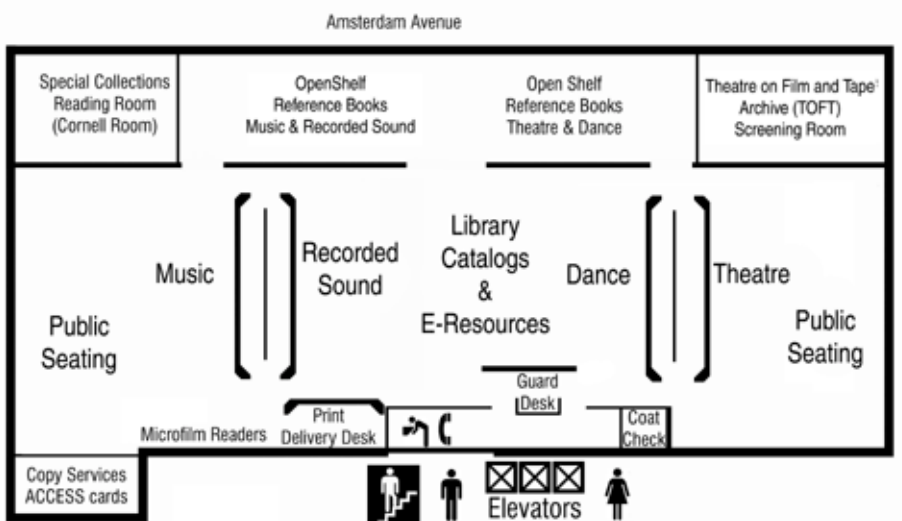 Amsterdam Avenue
Special Collections
Reading Room
(Cornell Room)
OpenShelf
Reference Books
Music & Recorded Sound
Open Shelf
Reference Books
Theatre & Dance
Theatre on Film and Tape
Archive (TOFT)
Screening Room
Music
Recorded
Sound
Library
Catalogs
&
E-Resources
Dance
Theatre
Public
Seating
Public
Seating
Guard
Desk
Print
Delivery Desk
Coat
Check
Microfilm Readers
Copy Services
ACCESS cards
Elevators